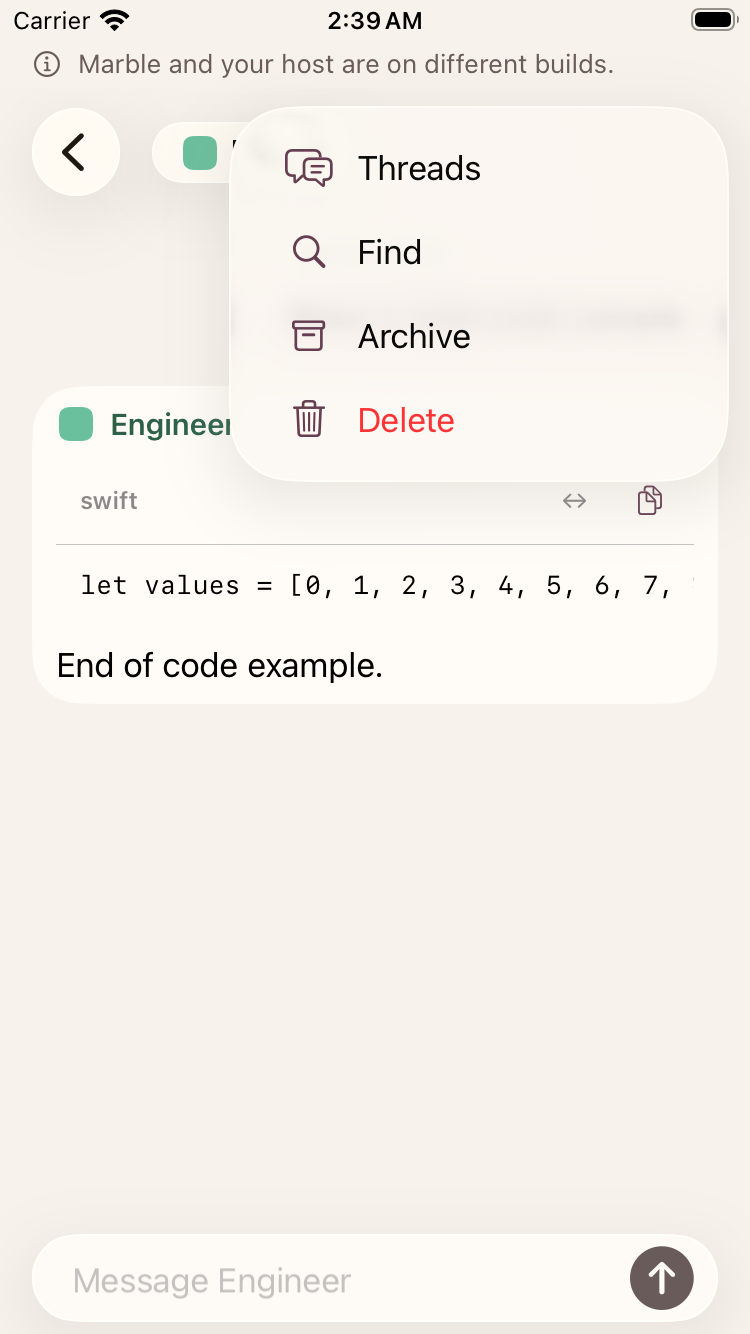 Carrier
2:39 AM
Marble and your host are on different builds.
Threads
Find
Archive
Delete
Engineer
swift
let values = [0, 1, 2, 3, 4, 5, 6, 7,
End of code example.
Message Engineer